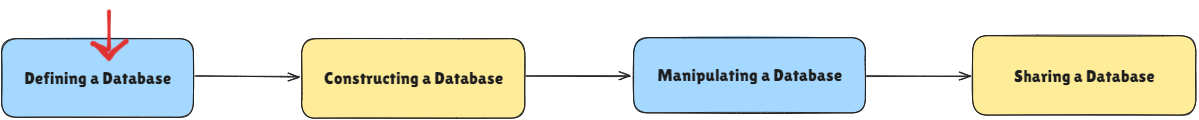 Defining a Database
Constructing a Database
Manipulating a Database
Sharing a Database